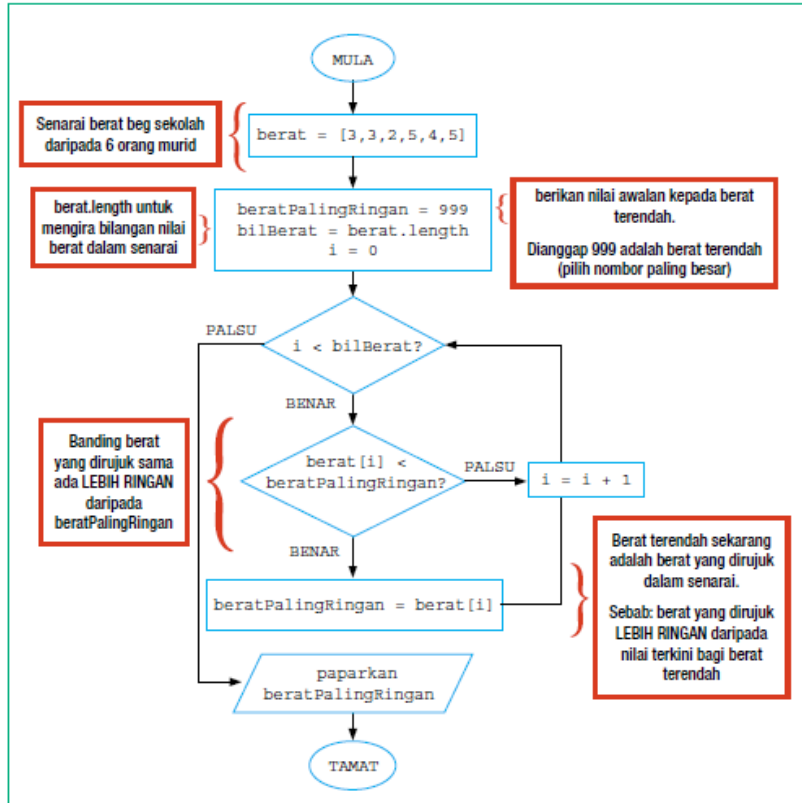 MULA
Senarai berat beg sekolah
daripada 6 orang murid
berat = [3,3,2,5,4,5]
berat.length untuk
mengira bilangan nilai
berat dalam senarai
beratPalingRingan = 999
bilBerat = berat.length
i = 0
berikan nilai awalan kepada berat
terendah.
Dianggap 999 adalah berat terendah
(pilih nombor paling besar)
PALSU
i < bilBerat?
BENAR
Banding berat
yang dirujuk sama
ada LEBIH RINGAN
daripada
beratPalingRingan
berat[i] <
beratPalingRingan?
PALSU
i = i + 1
BENAR
beratPalingRingan = berat[i]
Berat terendah sekarang
adalah berat yang dirujuk
dalam senarai.
Sebab: berat yang dirujuk
LEBIH RINGAN daripada
nilai terkini bagi berat
terendah
paparkan
beratPalingRingan
TAMAT